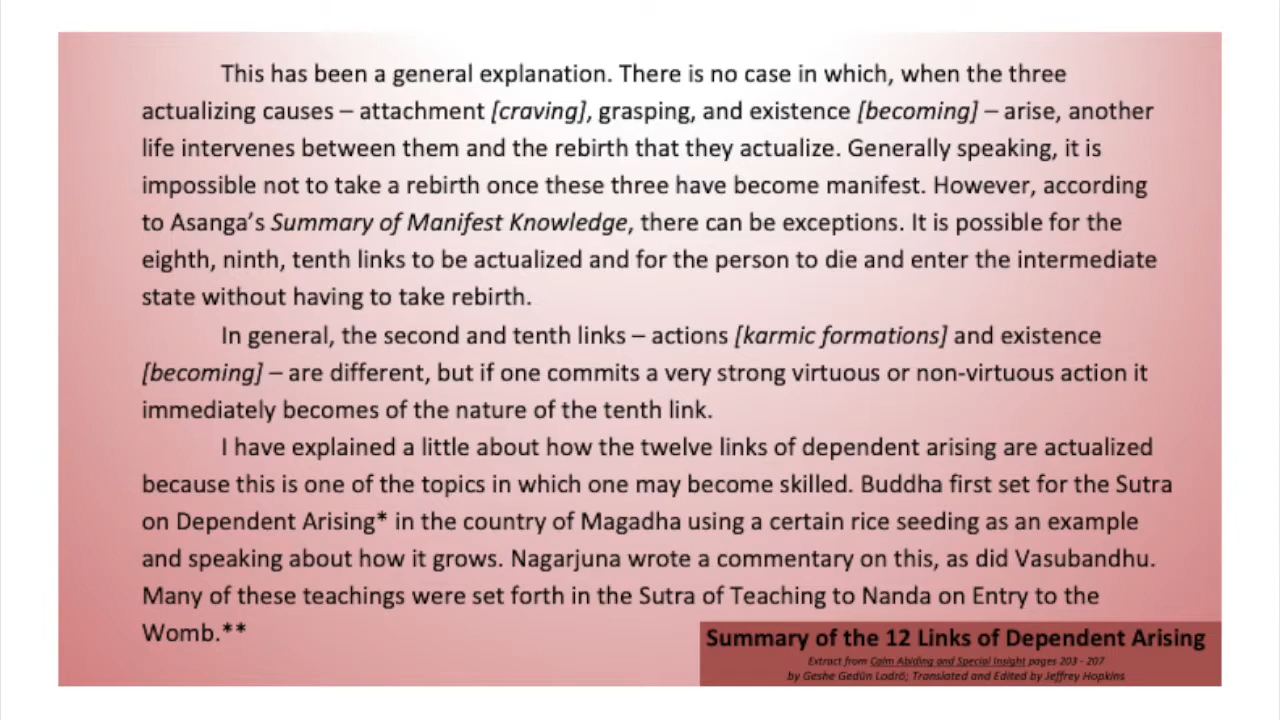 This has been a general explanation. There is no case in which, when the three
actualizing causes – attachment [craving], grasping, and existence [becoming] – arise, another
life intervenes between them and the rebirth that they actualize. Generally speaking, it is
impossible not to take a rebirth once these three have become manifest. However, according
to Asanga’s Summary of Manifest Knowledge, there can be exceptions. It is possible for the
eighth, ninth, tenth links to be actualized and for the person to die and enter the intermediate
state without having to take rebirth.
In general, the second and tenth links – actions [karmic formations] and existence
[becoming] – are different, but if one commits a very strong virtuous or non-virtuous action it
immediately becomes of the nature of the tenth link.
I have explained a little about how the twelve links of dependent arising are actualized
because this is one of the topics in which one may become skilled. Buddha first set for the Sutra
on Dependent Arising* in the country of Magadha using a certain rice seeding as an example
and speaking about how it grows. Nagarjuna wrote a commentary on this, as did Vasubandhu.
Many of these teachings were set forth in the Sutra of Teaching to Nanda on Entry to the
Womb.**
Summary of the 12 Links of Dependent Arising
Extract from Calm Abiding and Special Insight pages 203 - 207
by Geshe Gedün Lodrö; Translated and Edited by Jeffrey Hopkins